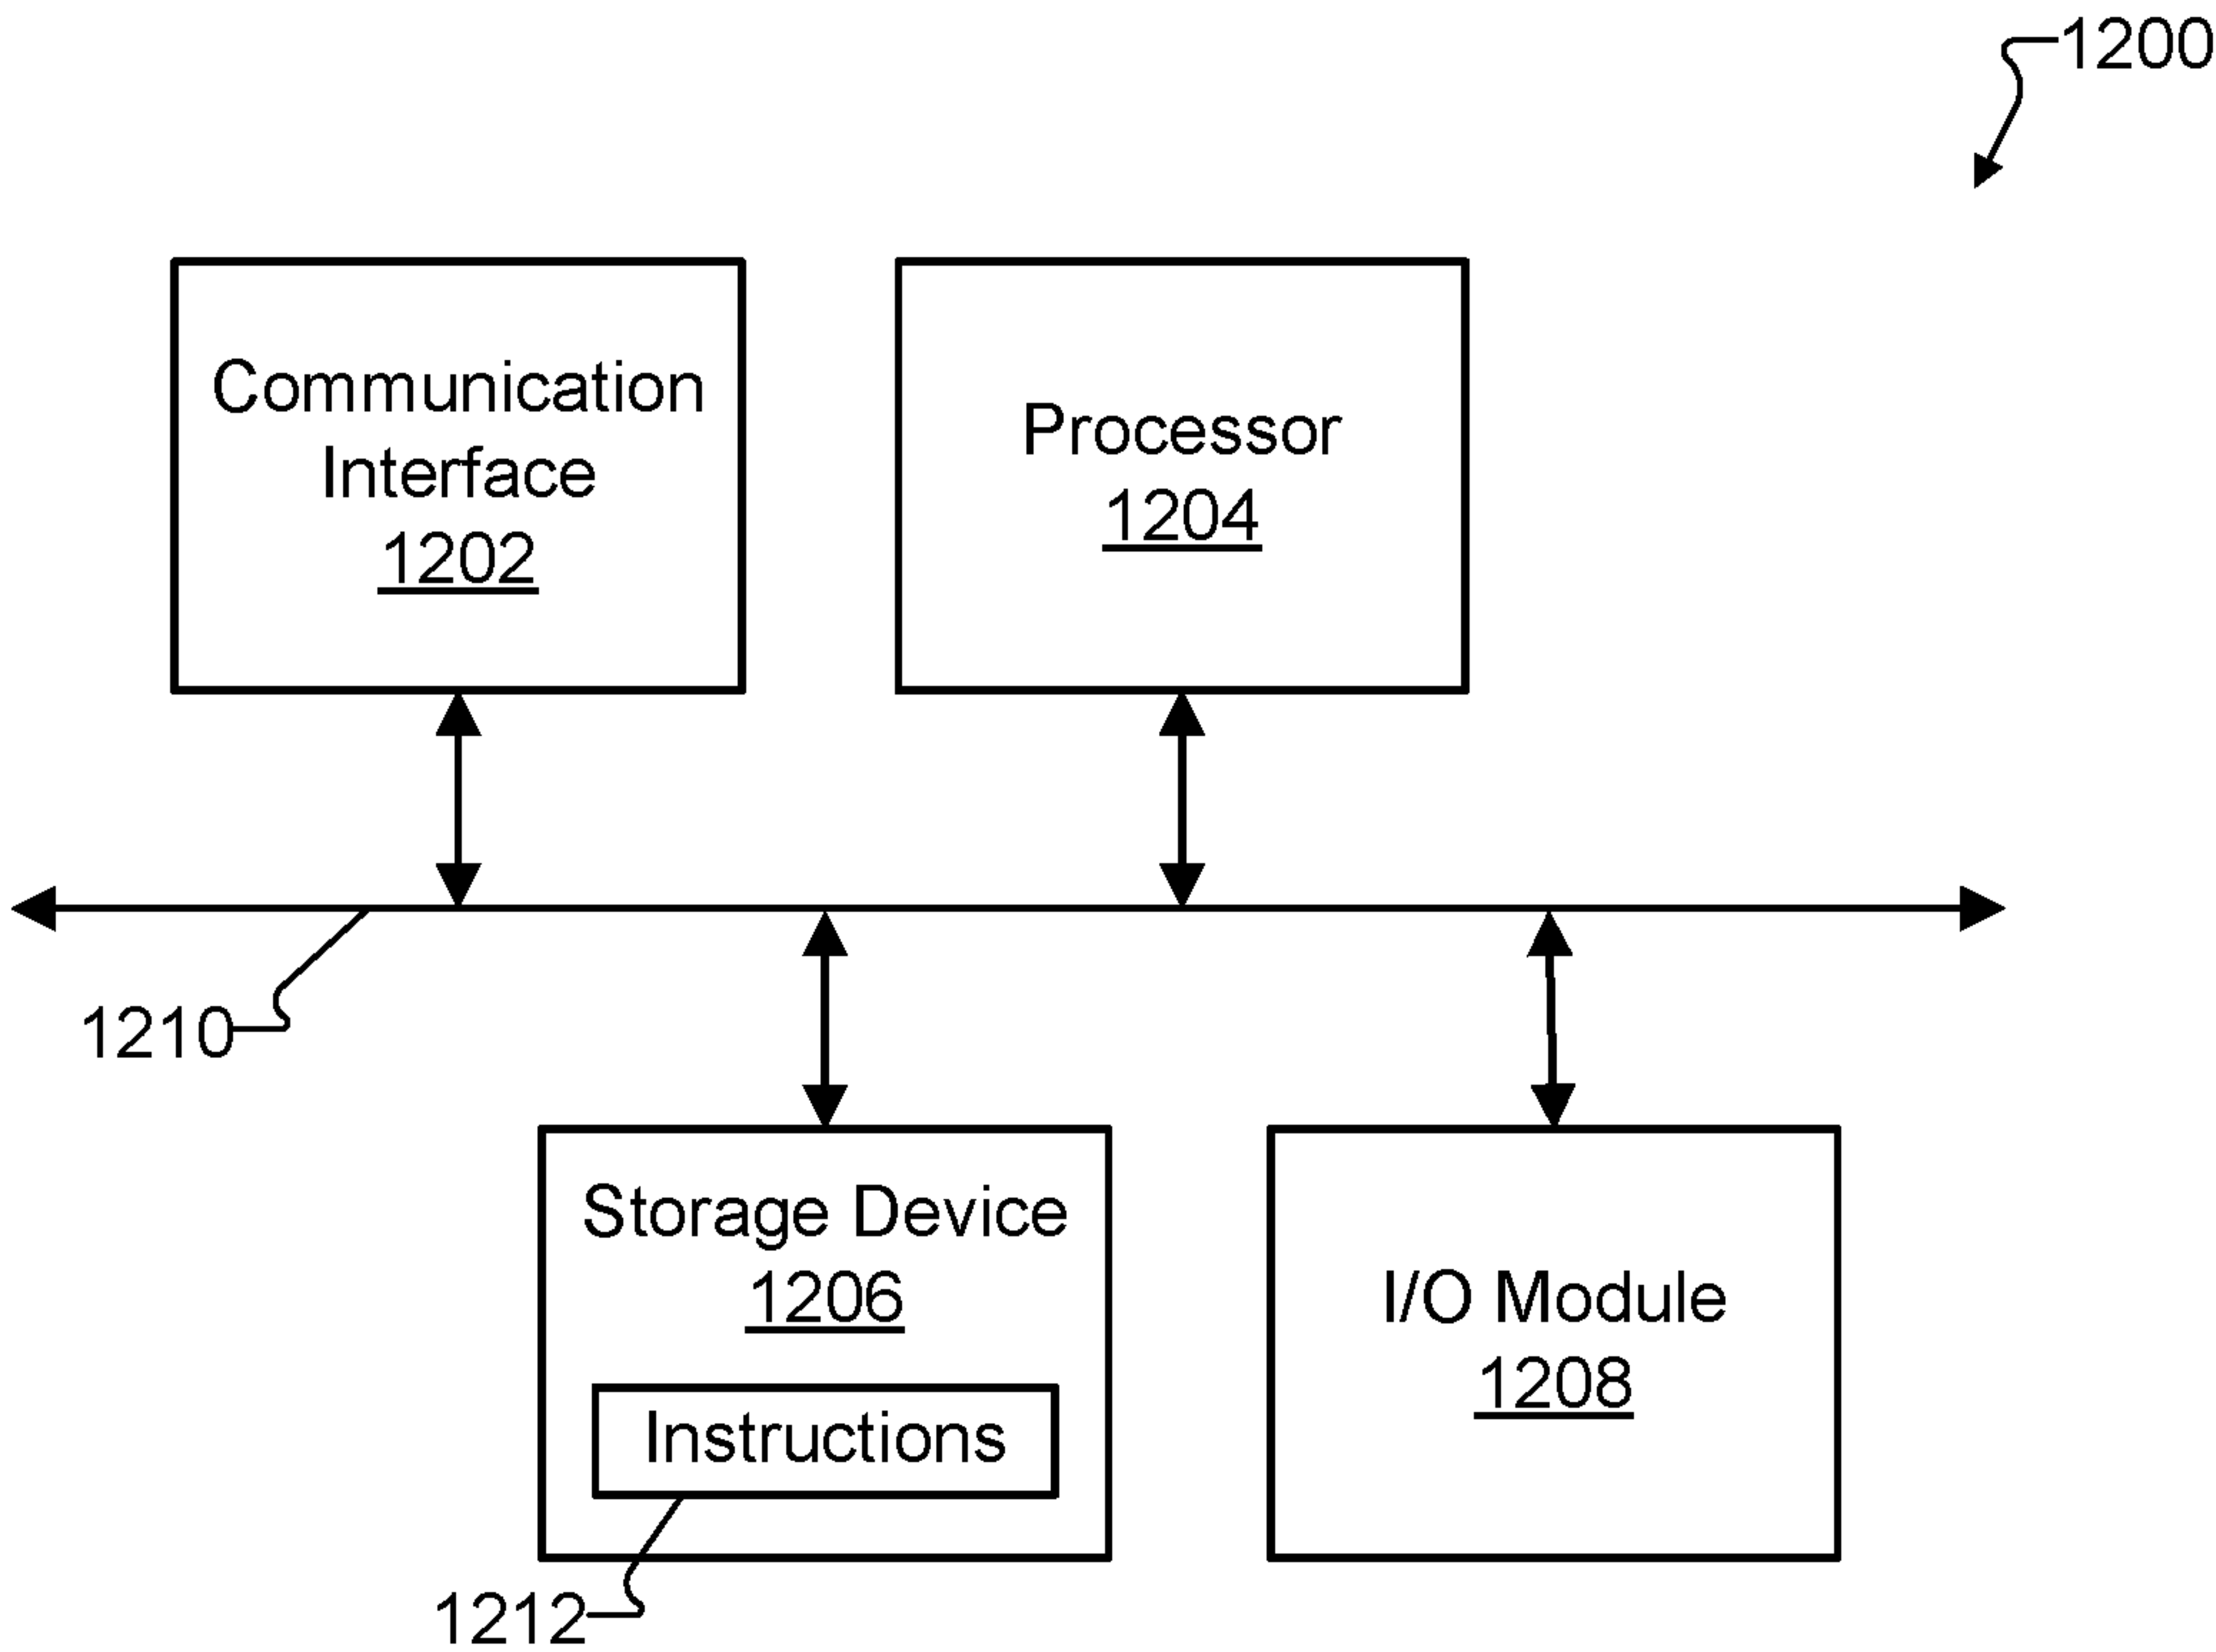 1200
Communication
Interface
1202
Processor
1204
1210
Storage Device
1206
Instructions
1212
I/O Module
1208